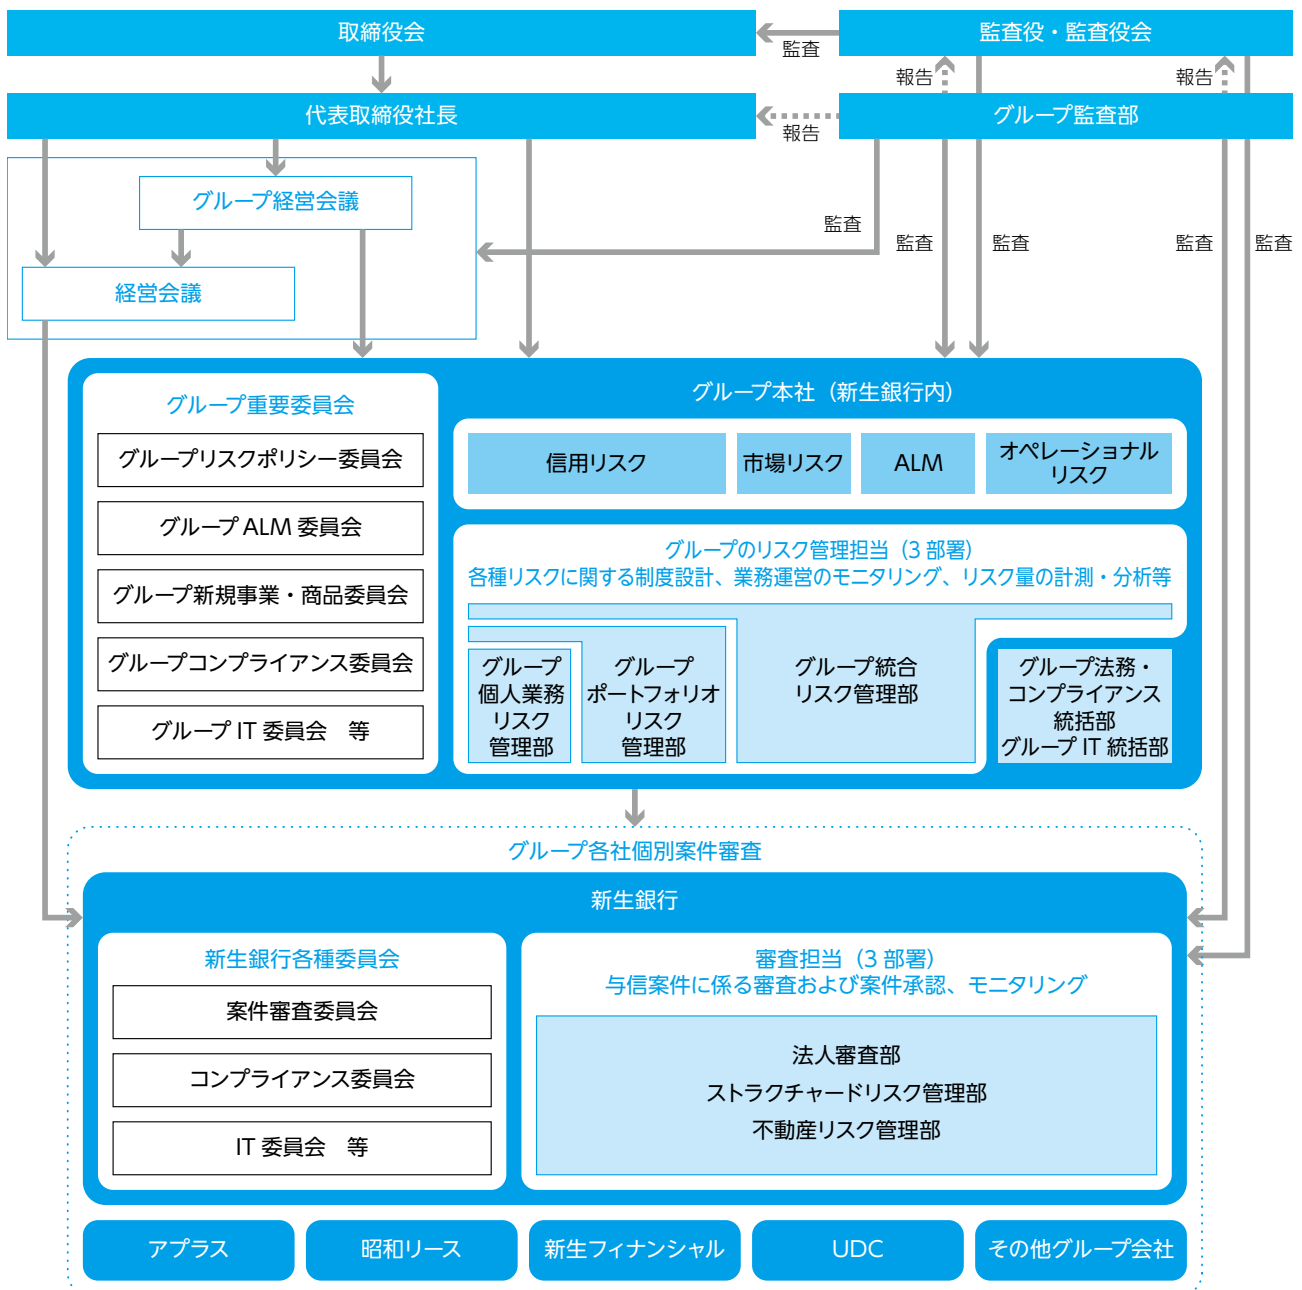 取締役会
監査役・監査役会
監査
報告
報告
代表取締役社長
グループ監査部
報告
グループ経営会議
監査
監査
監査
監査
監査
経営会議
グループ重要委員会
グループリスクポリシー委員会
グループ ALM 委員会
グループ新規事業・商品委員会
グループコンプライアンス委員会
グループ IT 委員会　等
グループ本社（新生銀行内）
信用リスク
市場リスク
ALM
オペレーショナル
リスク
グループのリスク管理担当（3 部署）
各種リスクに関する制度設計、業務運営のモニタリング、リスク量の計測・分析等
グループ
個人業務
リスク
管理部
グループ
ポートフォリオ
リスク
管理部
グループ統合
リスク管理部
グループ法務・
コンプライアンス
統括部
グループ IT 統括部
グループ各社個別案件審査
新生銀行
新生銀行各種委員会
案件審査委員会
コンプライアンス委員会
IT 委員会　等
審査担当（3 部署）
与信案件に係る審査および案件承認、モニタリング
法人審査部
ストラクチャードリスク管理部
不動産リスク管理部
アプラス
昭和リース
新生フィナンシャル
UDC
その他グループ会社